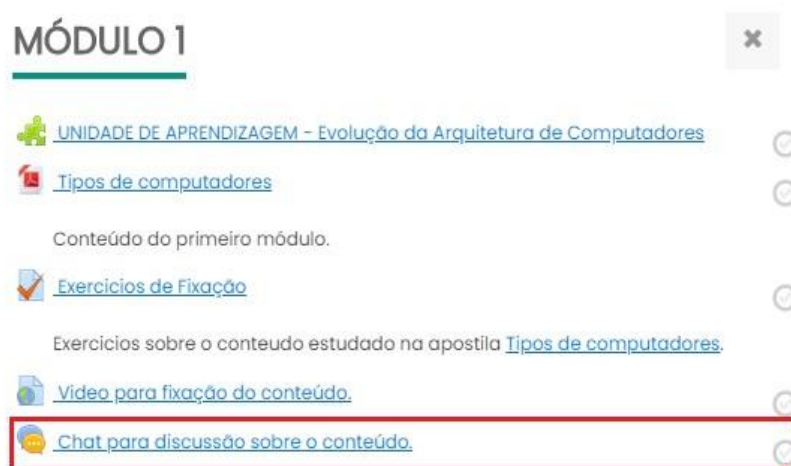 MÓDULO 1
UNIDADE DE APRENDIZAGEM - Evolução da Arquitetura de Computadores
Tipos de computadores
Conteúdo do primeiro módulo.
Exercicios de Fixação
Exercicios sobre o conteudo estudado na apostila Tipos de computadores.
Video para fixação do conteúdo.
Chat para discussão sobre o conteúdo.